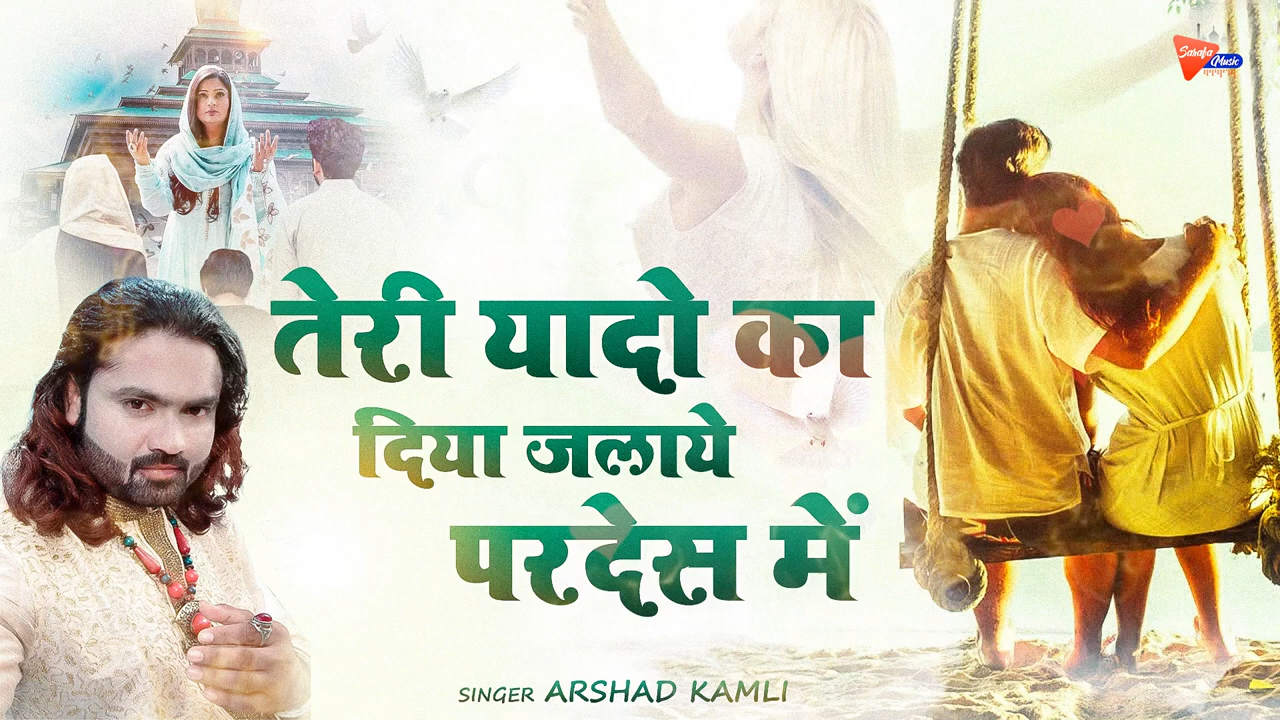 Sarafa Music
तेरी यादो का
दिया जलाये
परदेस में
SINGER ARSHAD KAMLI